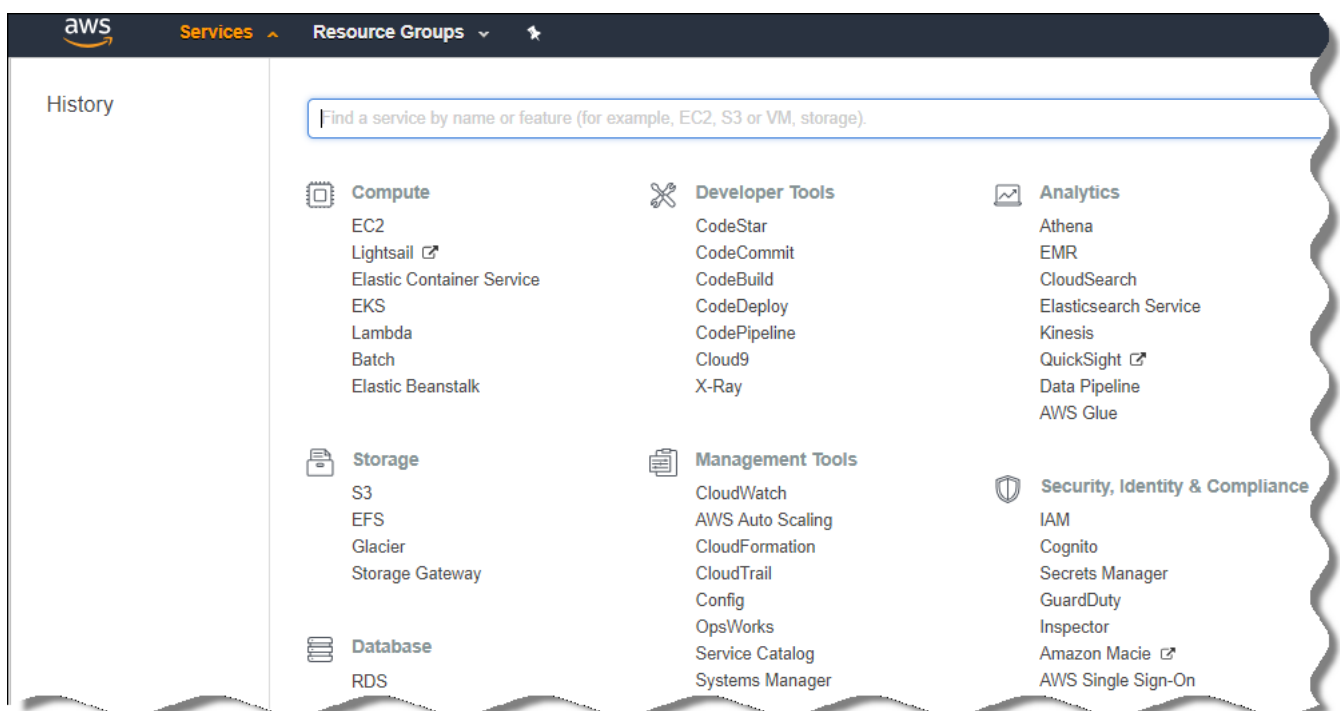 aws
Services
Resource Groups
History
Find a service by name or feature (for example, EC2, S3 or VM, storage).
Compute
EC2
Lightsail
Elastic Container Service
EKS
Lambda
Batch
Elastic Beanstalk
Storage
S3
EFS
Glacier
Storage Gateway
Database
RDS
Developer Tools
CodeStar
CodeCommit
CodeBuild
CodeDeploy
CodePipeline
Cloud9
X-Ray
Management Tools
CloudWatch
AWS Auto Scaling
CloudFormation
CloudTrail
Config
OpsWorks
Service Catalog
Systems Manager
Analytics
Athena
EMR
CloudSearch
Elasticsearch Service
Kinesis
QuickSight
Data Pipeline
AWS Glue
Security, Identity & Compliance
IAM
Cognito
Secrets Manager
GuardDuty
Inspector
Amazon Macie
AWS Single Sign-On